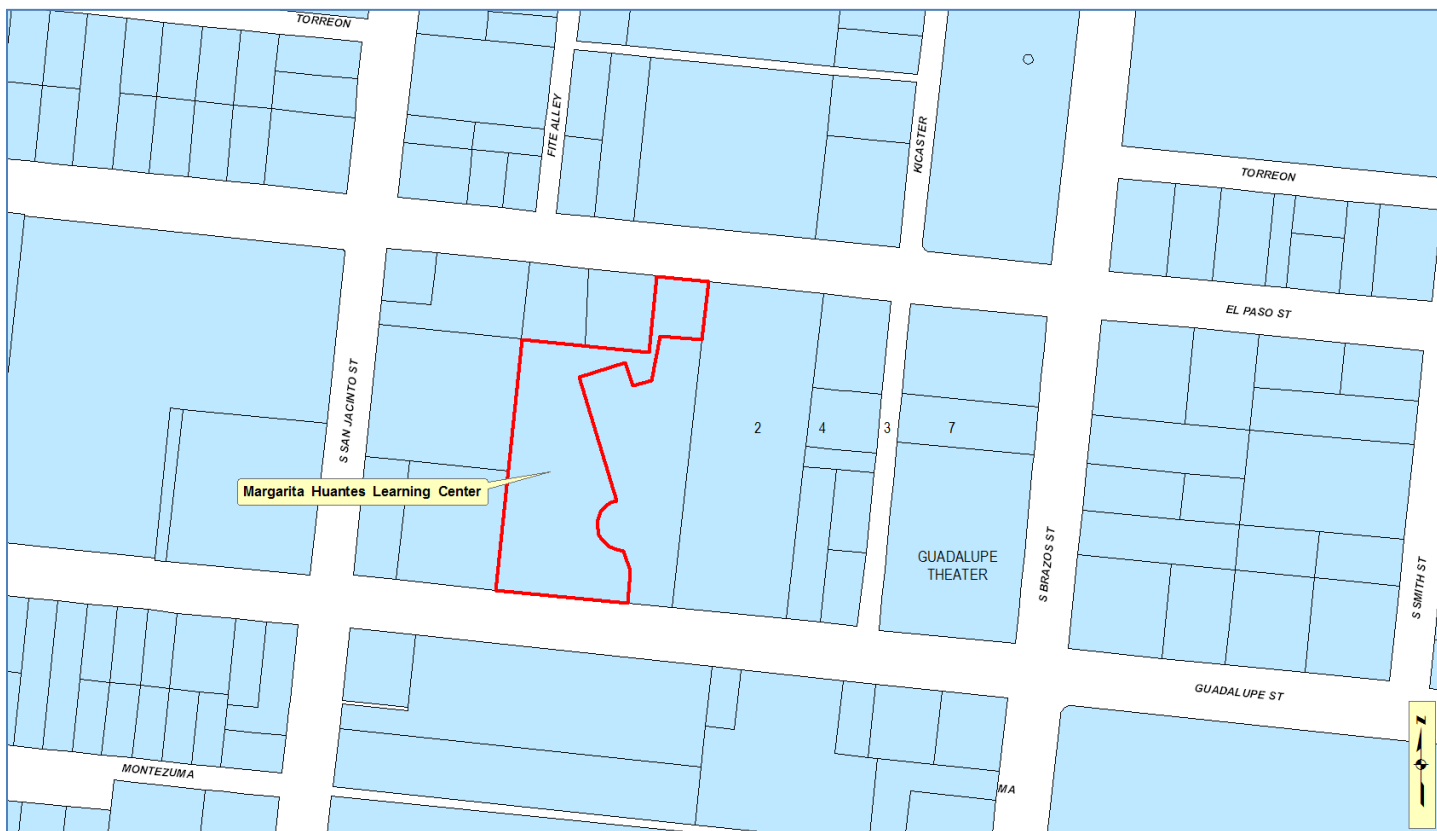 TORREON
FITE ALLEY
KICASTER
TORREON
EL PASO ST
S SAN JACINTO ST
2
4
3
7
Margarita Huantes Learning Center
GUADALUPE
THEATER
S BRAZOS ST
S SMITH ST
GUADALUPE ST
MONTEZUMA
MA
Z